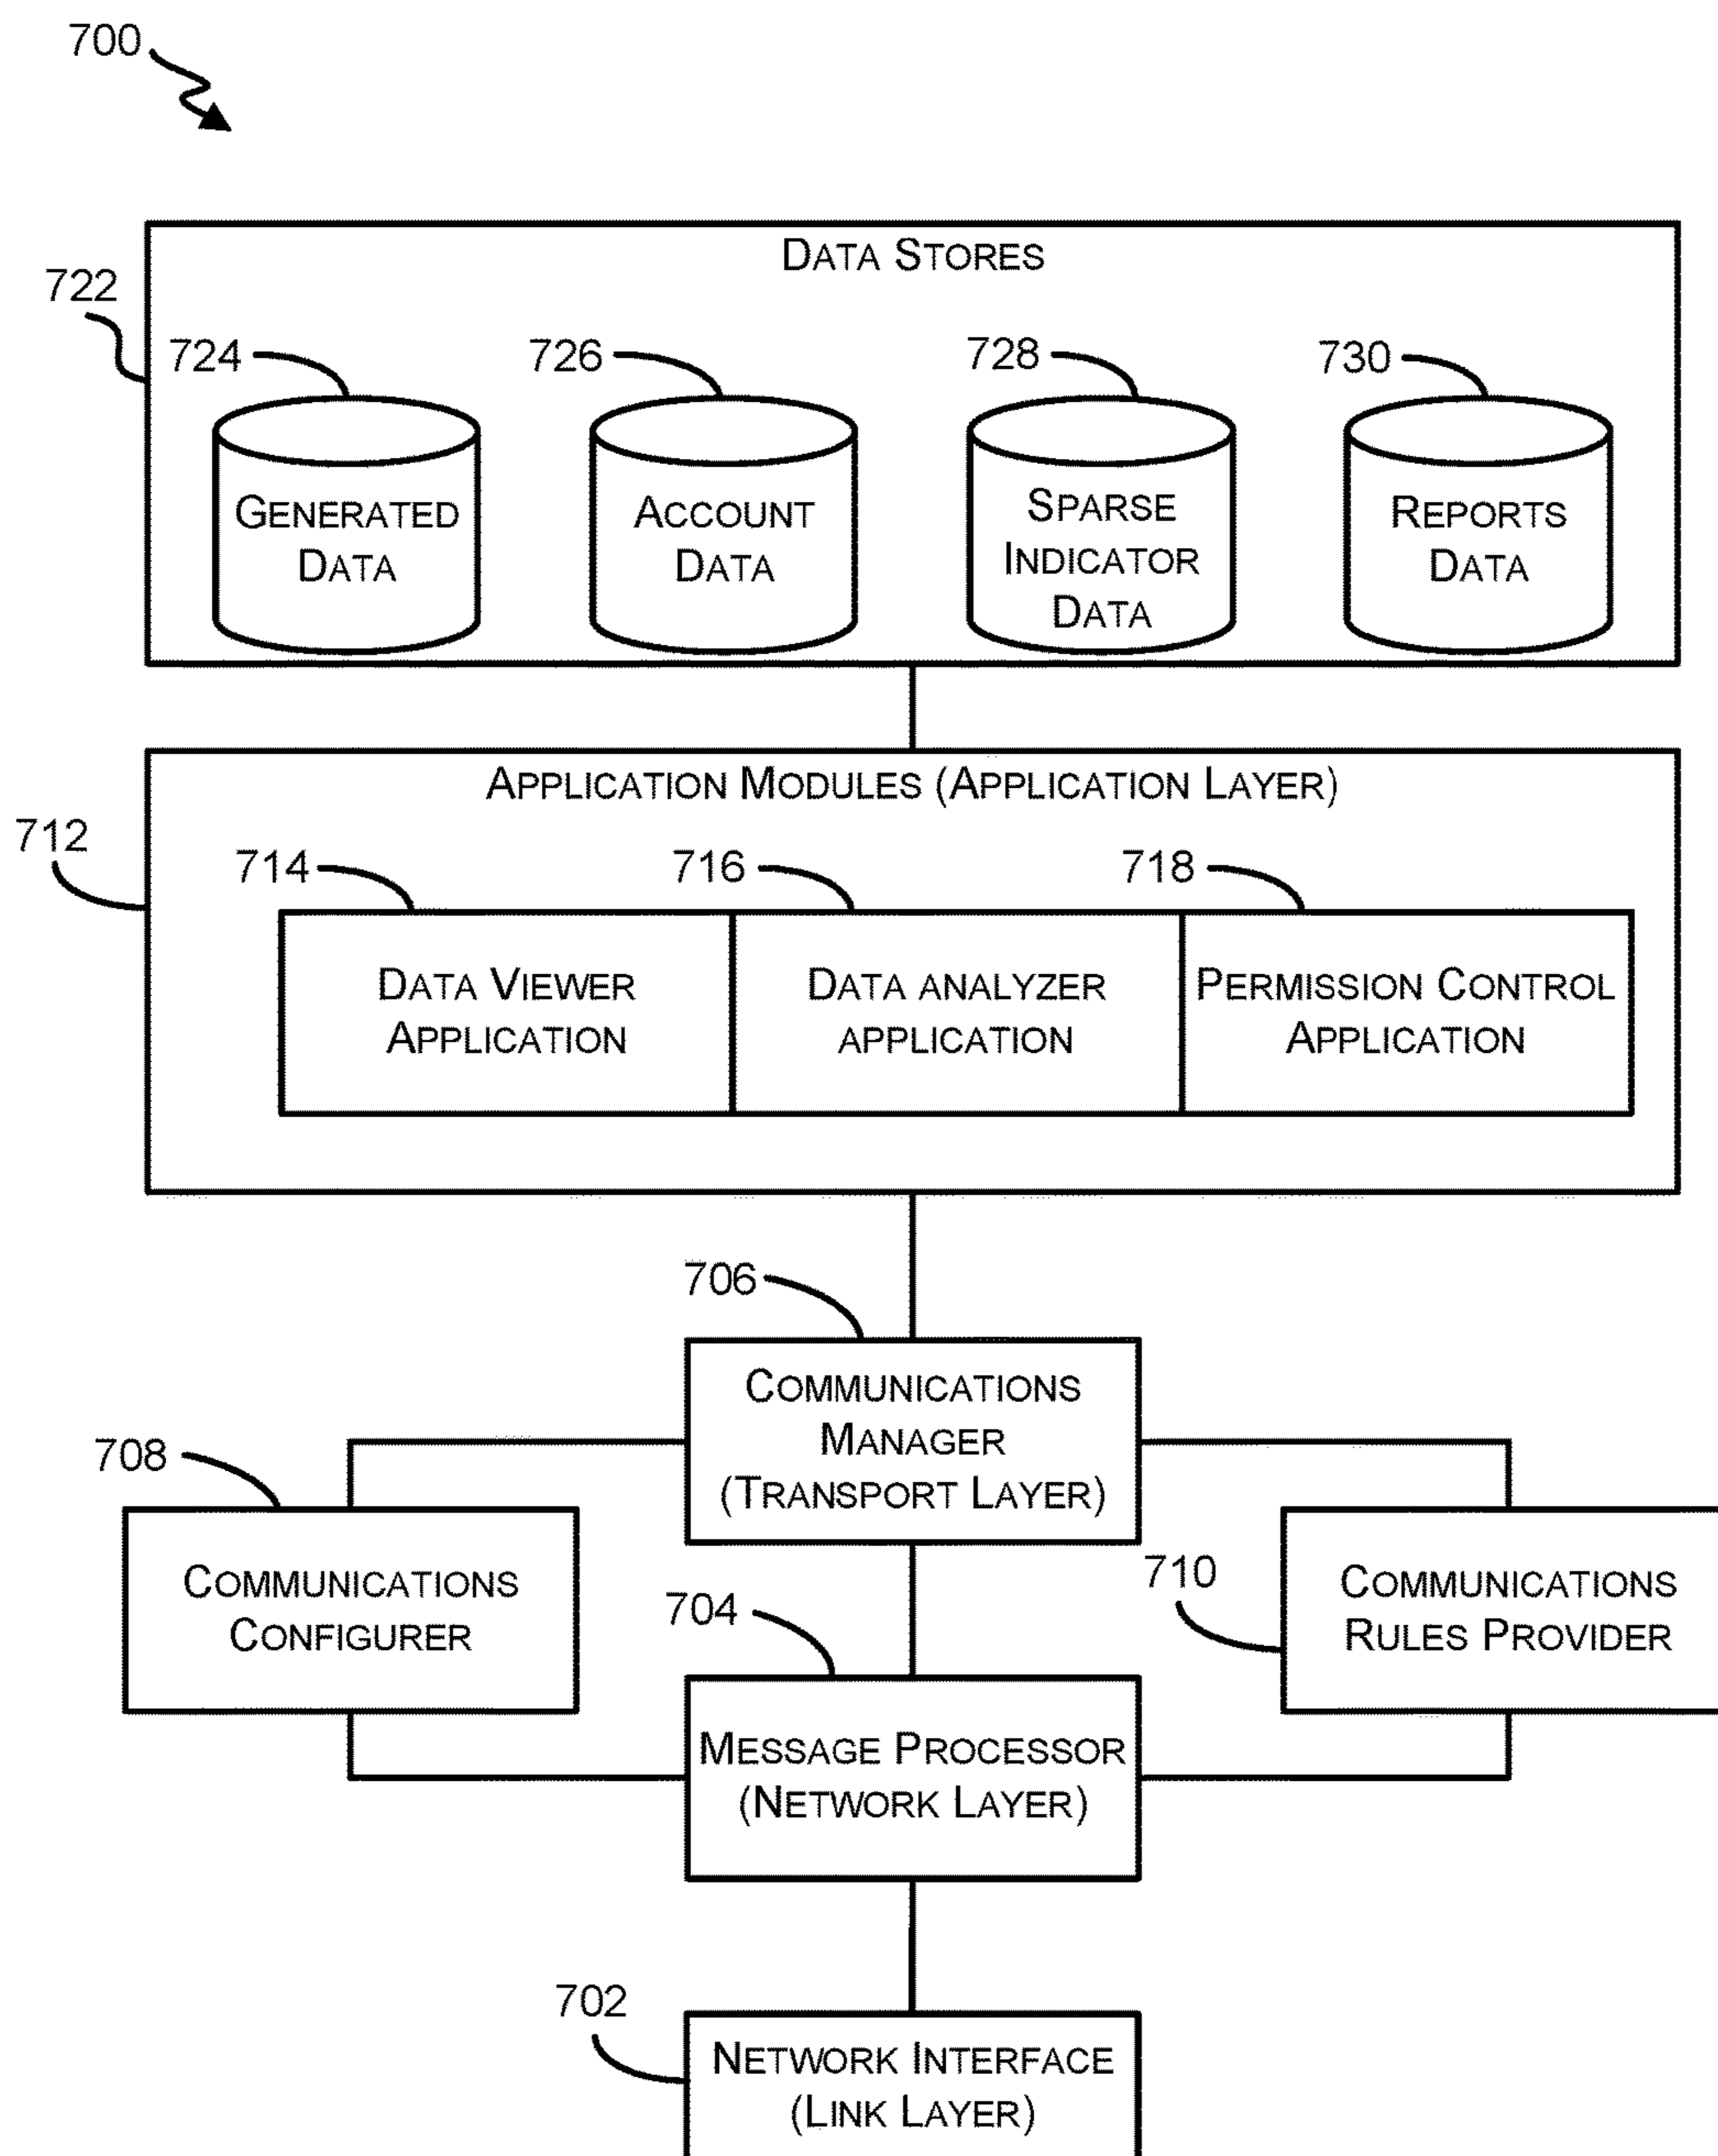 700
DATA STORES
722
724
726
728
730
GENERATED
DATA
ACCOUNT
DATA
SPARSE
INDICATOR
DATA
REPORTS
DATA
APPLICATION MODULES (APPLICATION LAYER)
712
714
716
718
DATA VIEWER
APPLICATION
DATA ANALYZER
APPLICATION
PERMISSION CONTROL
APPLICATION
706
COMMUNICATIONS
MANAGER
(TRANSPORT LAYER)
708
COMMUNICATIONS
CONFIGURER
704
710
COMMUNICATIONS
RULES PROVIDER
MESSAGE PROCESSOR
(NETWORK LAYER)
702
NETWORK INTERFACE
(LINK LAYER)